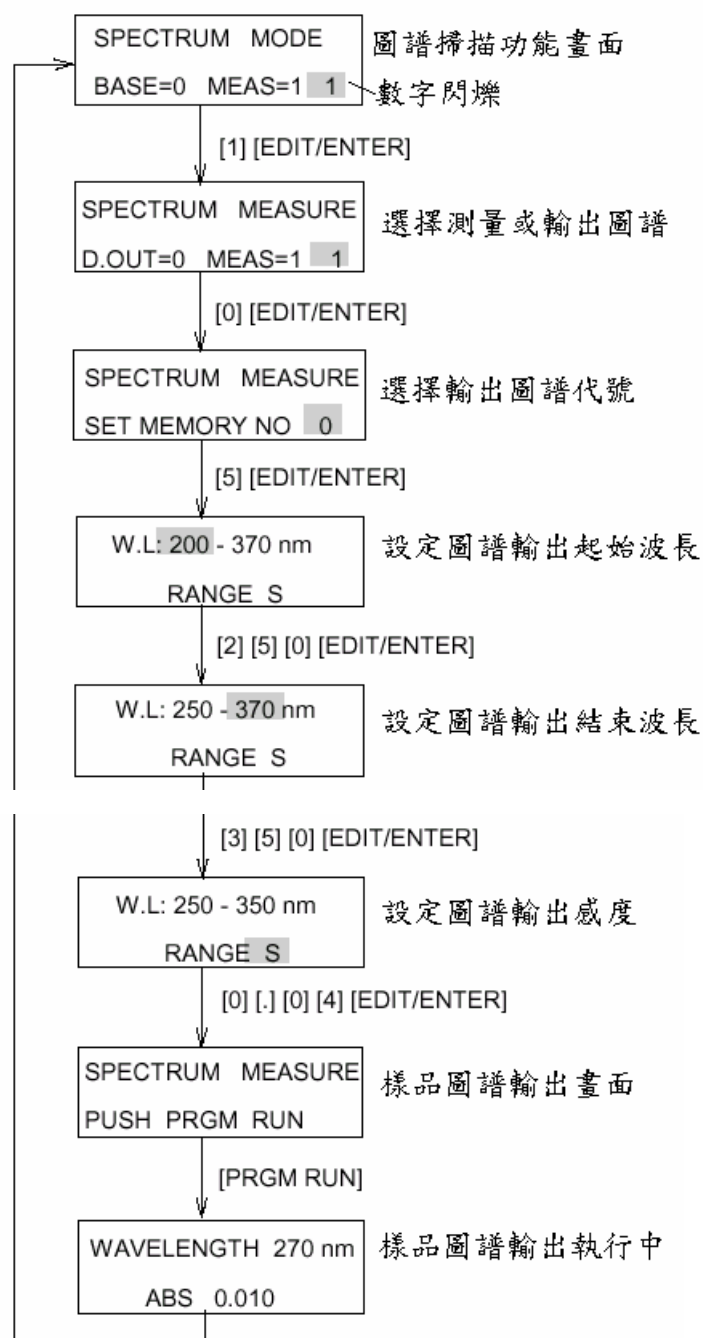 SPECTRUM MODE
圖譜掃描功能畫面
BASE=0 MEAS=1 1
數字閃爍
[1] [EDIT/ENTER]
SPECTRUM MEASURE
選擇測量或輸出圖譜
D.OUT=0 MEAS=1 1
[0] [EDIT/ENTER]
SPECTRUM MEASURE
選擇輸出圖譜代號
SET MEMORY NO 0
[5] [EDIT/ENTER]
W.L: 200 - 370 nm
設定圖譜輸出起始波長
RANGE S
[2] [5] [0] [EDIT/ENTER]
W.L: 250 - 370 nm
設定圖譜輸出結束波長
RANGE S
[3] [5] [0] [EDIT/ENTER]
W.L: 250 - 350 nm
設定圖譜輸出感度
RANGE S
[0] [.] [0] [4] [EDIT/ENTER]
SPECTRUM MEASURE
樣品圖譜輸出畫面
PUSH PRGM RUN
[PRGM RUN]
WAVELENGTH 270 nm
樣品圖譜輸出執行中
ABS 0.010